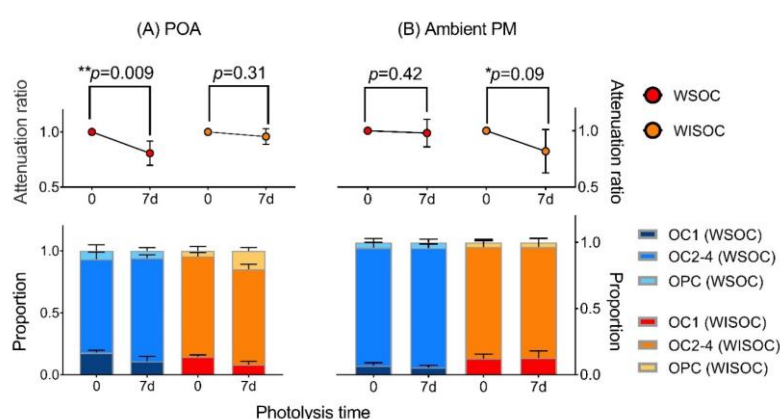 (A) POA
(B) Ambient PM
**p=0.009
p=0.31
p=0.42
*p=0.09
Attenuation ratio
1.0
0.5
0
7d
0
7d
0
7d
0
7d
1.0
0.5
Attenuation ratio
WSOC
WISOC
Proportion
1.0
0.5
0.0
0
7d
0
7d
0
7d
0
7d
1.0
0.5
0.0
Proportion
OC1 (WSOC)
OC2-4 (WSOC)
OPC (WSOC)
OC1 (WISOC)
OC2-4 (WISOC)
OPC (WISOC)
Photolysis time